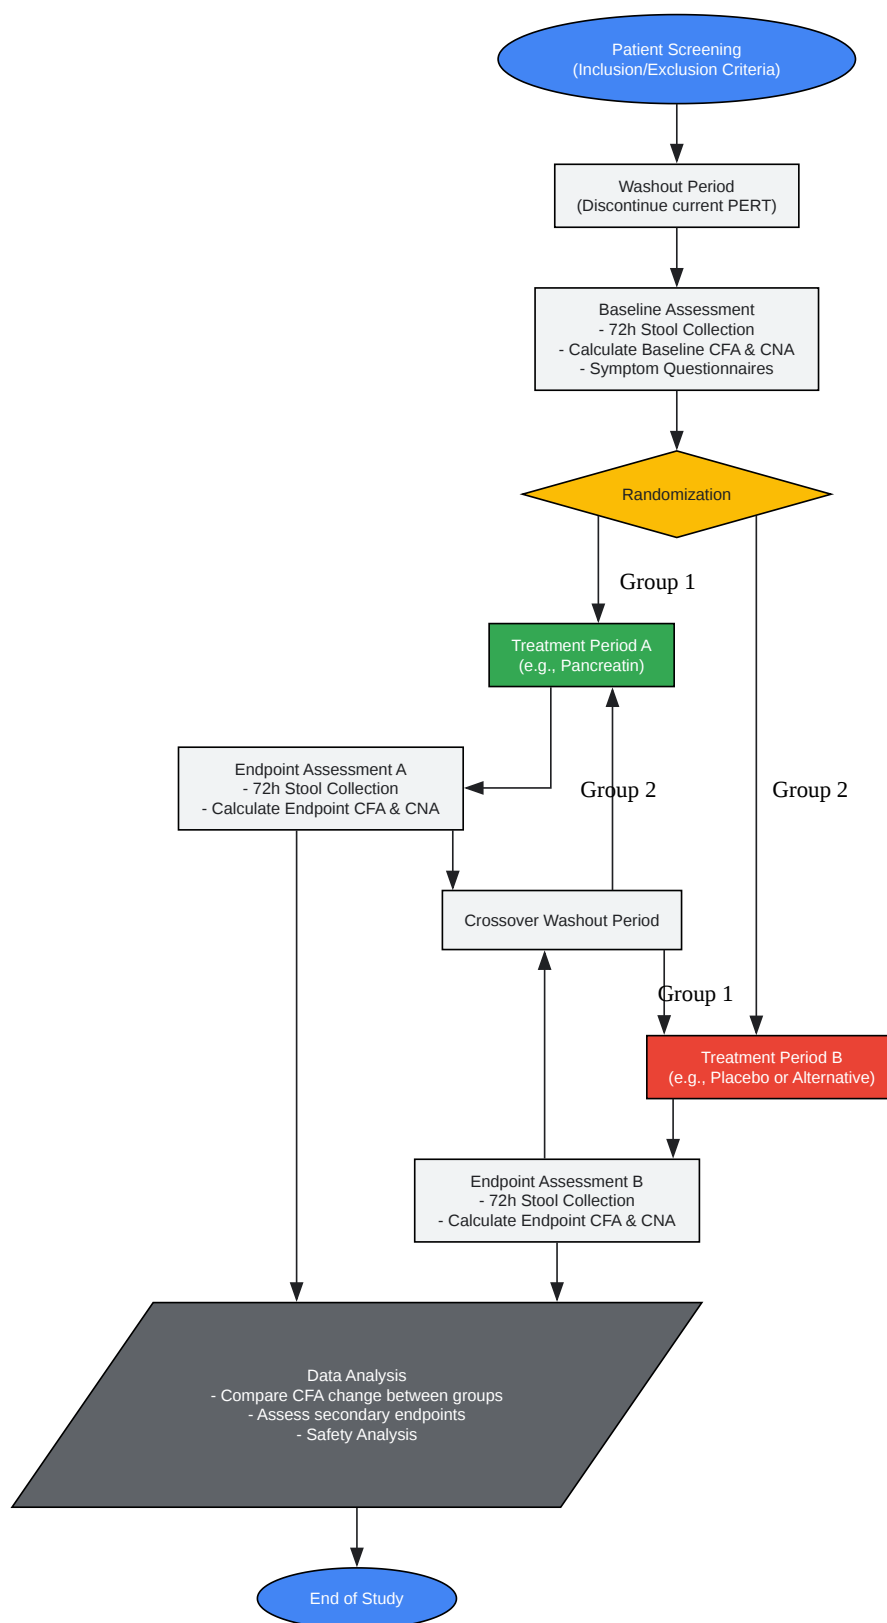 Patient Screening
(Inclusion/Exclusion Criteria)
Washout Period
(Discontinue current PERT)
Baseline Assessment
- 72h Stool Collection
- Calculate Baseline CFA & CNA
- Symptom Questionnaires
Randomization
Group 1
Treatment Period A
(e.g., Pancreatin)
Endpoint Assessment A
- 72h Stool Collection
- Calculate Endpoint CFA & CNA
Group 2
Group 2
Crossover Washout Period
Group 1
Treatment Period B
(e.g., Placebo or Alternative)
Endpoint Assessment B
- 72h Stool Collection
- Calculate Endpoint CFA & CNA
Data Analysis
- Compare CFA change between groups
- Assess secondary endpoints
- Safety Analysis
End of Study